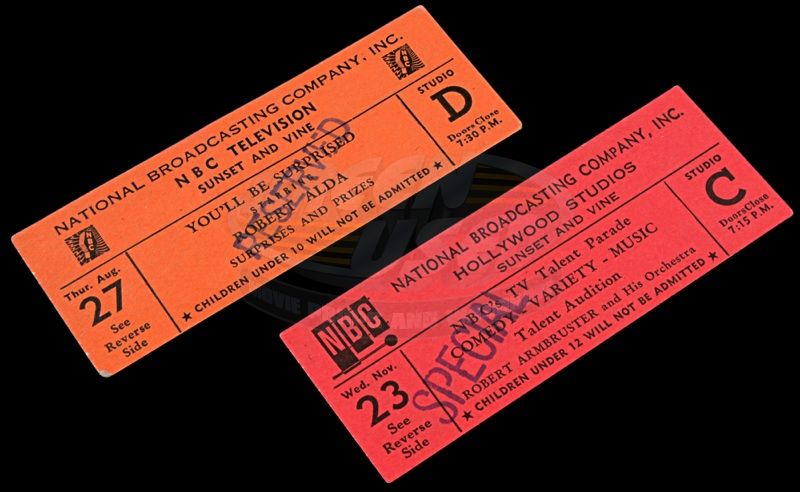 NATIONAL BROADCASTING COMPANY, INC.
NBC TELEVISION
SUNSET AND VINE
NBC
NBC
YOU'LL BE SURPRISED
ROBERT ALDA
SURPRISES AND PRIZES
★ CHILDREN UNDER 10 WILL NOT BE ADMITTED ★
RESERVED
STUDIO
D
Doors Close
7:30 P.M.
Thur. Aug.
27
See
Reverse
Side
NATIONAL BROADCASTING COMPANY, INC.
HOLLYWOOD STUDIOS
SUNSET AND VINE
NBC
NBC's TV Talent Parade
COMEDY - VARIETY - MUSIC
Talent Audition
ROBERT ARMBRUSTER and His Orchestra
★ CHILDREN UNDER 12 WILL NOT BE ADMITTED ★
SPECIAL
STUDIO
C
Doors Close
7:15 P.M.
Wed. Nov.
23
See
Reverse
Side